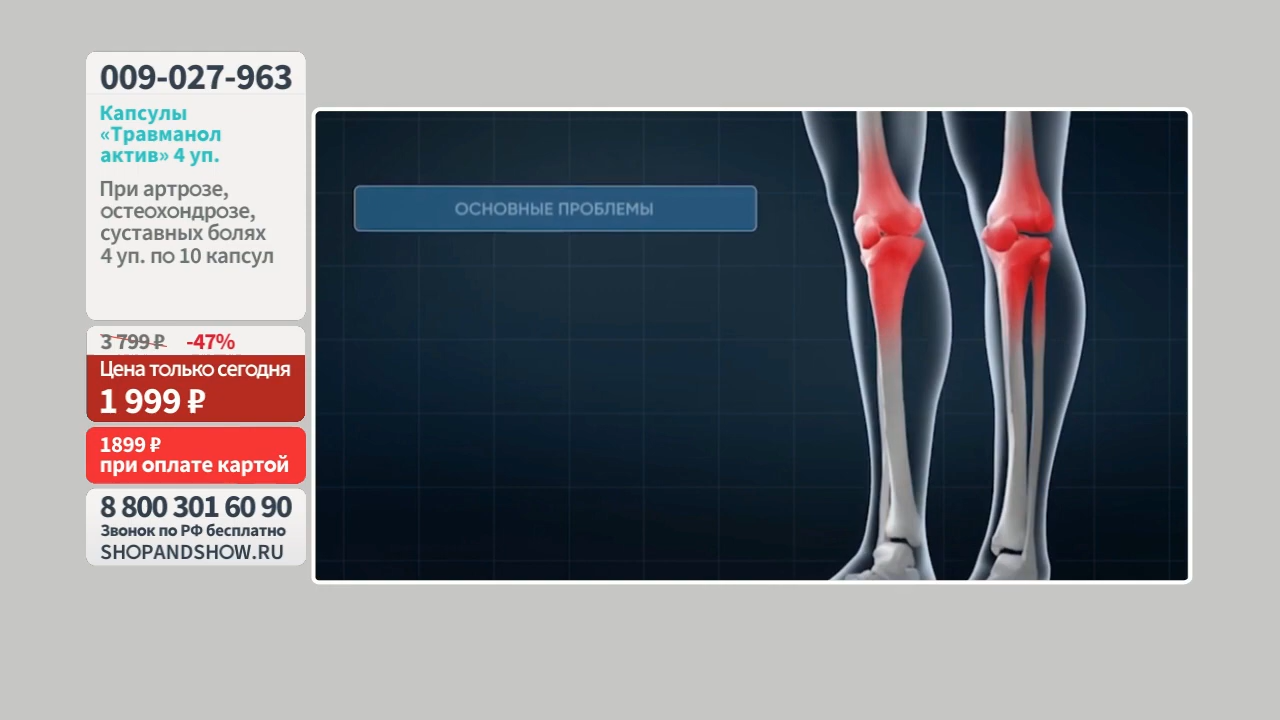 009-027-963
Капсулы
«Травманол
актив» 4 уп.
При артрозе,
остеохондрозе,
суставных болях
4 уп. по 10 капсул
3 799 ₽ -47%
Цена только сегодня
1 999 ₽
1899 ₽
при оплате картой
8 800 301 60 90
Звонок по РФ бесплатно
SHOPANDSHOW.RU
ОСНОВНЫЕ ПРОБЛЕМЫ